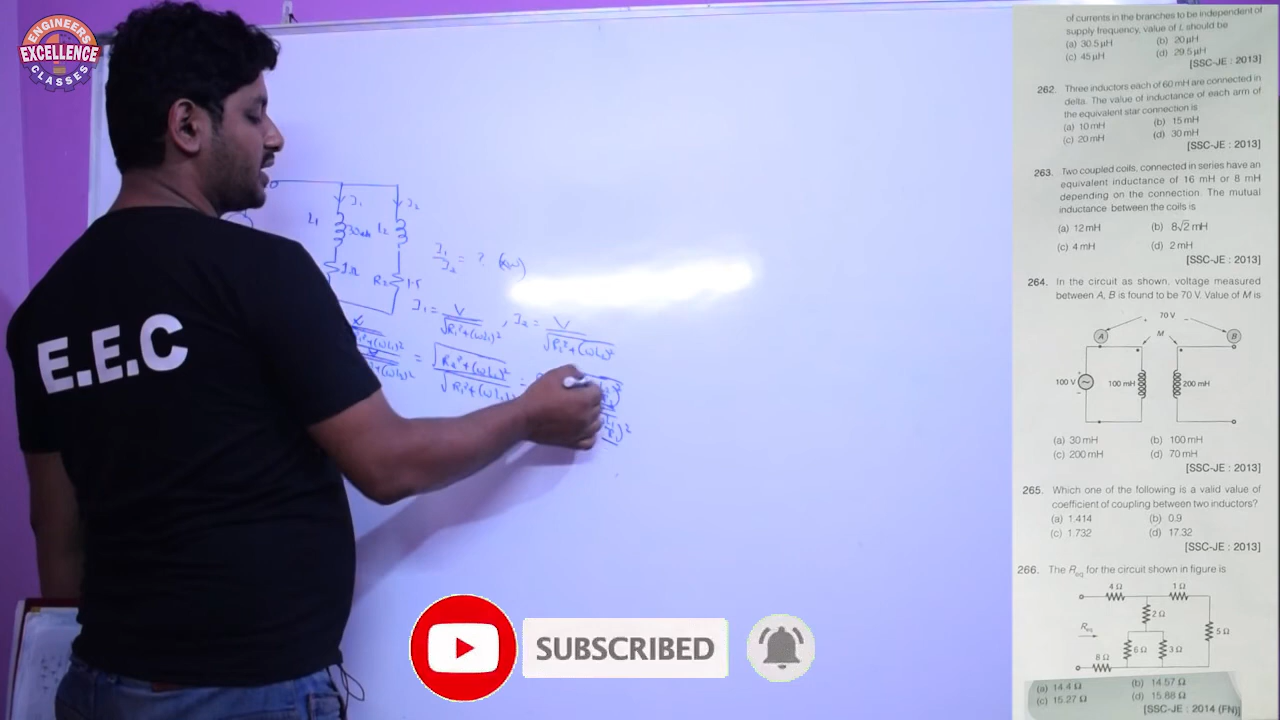 ENGINEERS
EXCELLENCE
CLASSES
E.E.C
I₁
I₂
L₁
L₂
1Ω
R₂
1.5
I₁/I₂ = ?
I₁ = V/√R₁²+(ωL₁)² , I₂ = V/
SUBSCRIBED
of currents in the branches to be independent of
supply frequency, value of L should be
(a) 30.5 μH (b) 20 μH
(c) 45 μH (d) 29.5 μH
[SSC-JE : 2013]
262. Three inductors each of 60 mH are connected in
delta. The value of inductance of each arm of
the equivalent star connection is
(a) 10 mH (b) 15 mH
(c) 20 mH (d) 30 mH
[SSC-JE : 2013]
263. Two coupled coils, connected in series have an
equivalent inductance of 16 mH or 8 mH
depending on the connection. The mutual
inductance between the coils is
(a) 12 mH (b) 8√2 mH
(c) 4 mH (d) 2 mH
[SSC-JE : 2013]
264. In the circuit as shown, voltage measured
between A, B is found to be 70 V. Value of M is
70 V
A M B
100 V 100 mH 200 mH
(a) 30 mH (b) 100 mH
(c) 200 mH (d) 70 mH
[SSC-JE : 2013]
265. Which one of the following is a valid value of
coefficient of coupling between two inductors?
(a) 1.414 (b) 0.9
(c) 1.732 (d) 17.32
[SSC-JE : 2013]
266. The Req for the circuit shown in figure is
4 Ω 1 Ω
2 Ω
Req 5 Ω
6 Ω 3 Ω
8 Ω
(a) 14.4 Ω (b) 14.57 Ω
(c) 15.27 Ω (d) 15.88 Ω
[SSC-JE : 2014 (FN)]